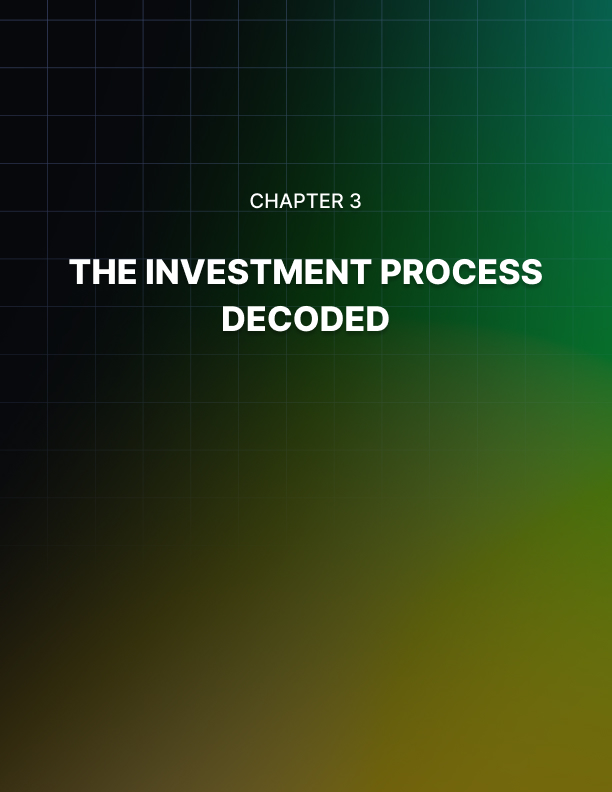 CHAPTER 3
THE INVESTMENT PROCESS
DECODED